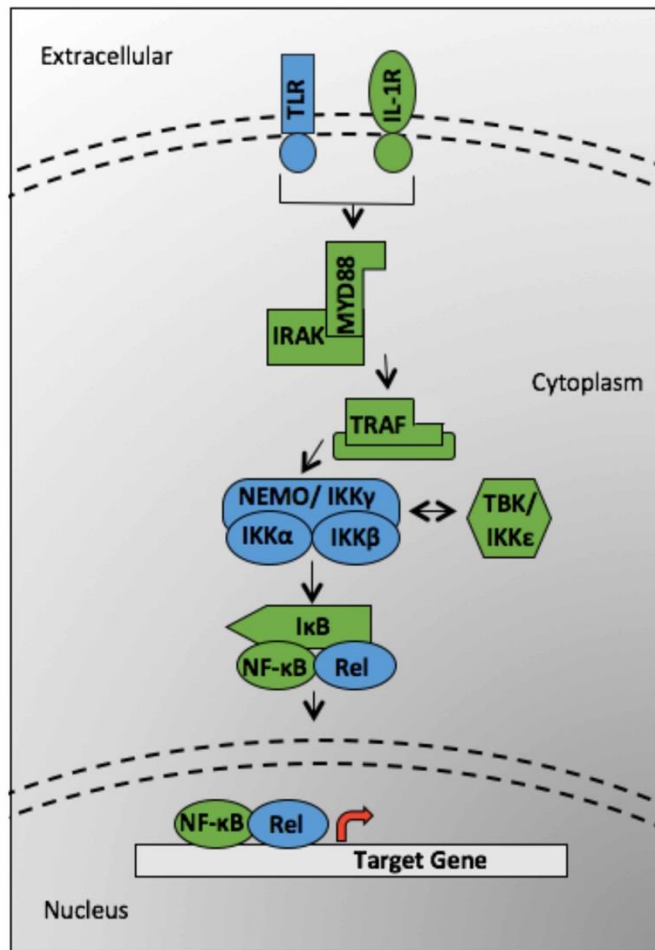 Extracellular
TLR
IL-1R
MYD88
IRAK
Cytoplasm
TRAF
NEMO/ IKKγ
IKKα
IKKβ
TBK/
IKKε
IκB
NF-κB
Rel
NF-κB
Rel
Target Gene
Nucleus